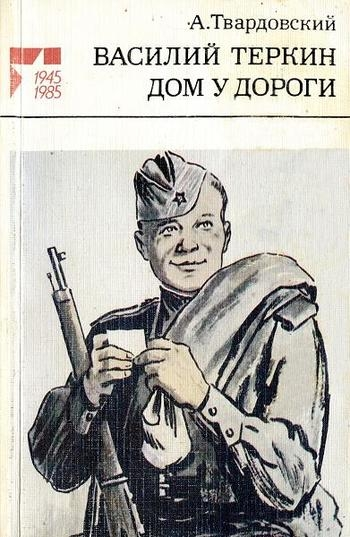 А. Твардовский
ВАСИЛИЙ ТЕРКИН
ДОМ У ДОРОГИ
1945
1985